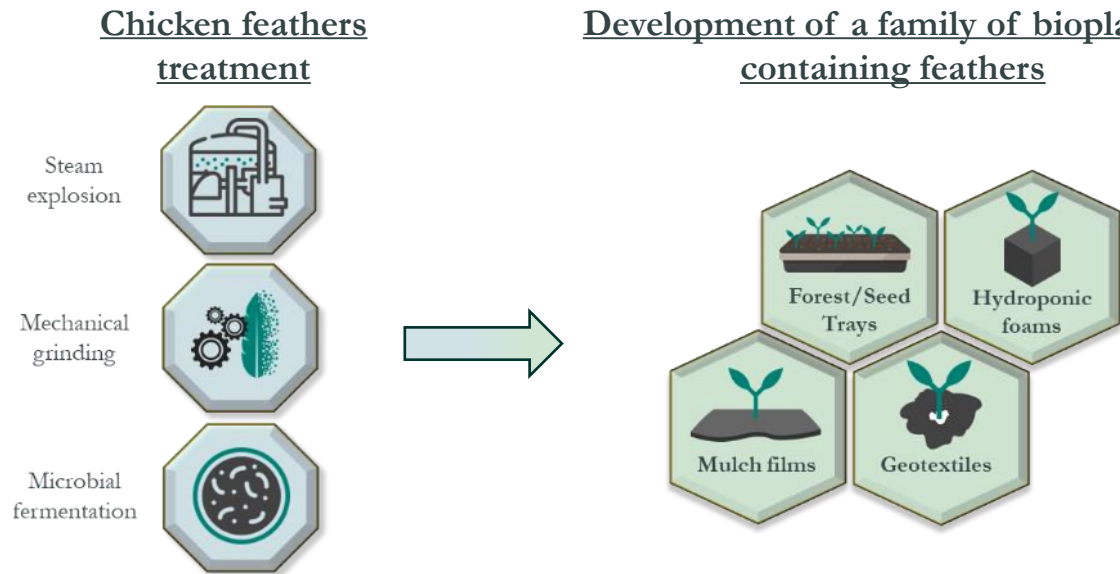 Chicken feathers
treatment
Steam
explosion
Mechanical
grinding
Microbial
fermentation
Development of a family of biopla
containing feathers
Forest/Seed
Trays
Hydroponic
foams
Mulch films
Geotextiles